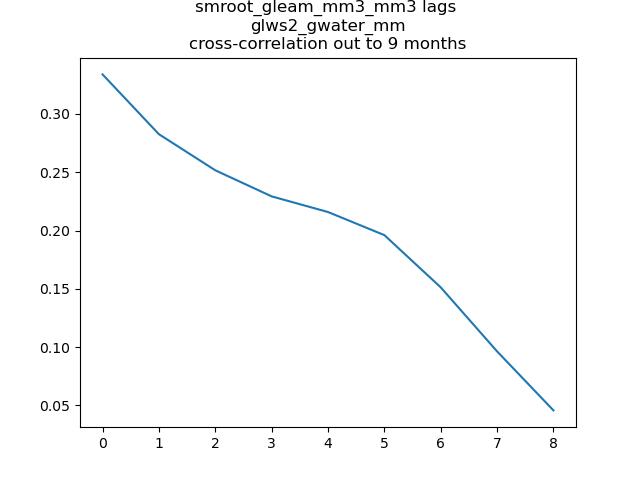 smroot_gleam_mm3_mm3 lags
glws2_gwater_mm
cross-correlation out to 9 months
0.30
0.25
0.20
0.15
0.10
0.05
0 1 2 3 4 5 6 7 8